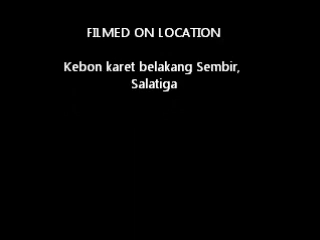 FILMED ON LOCATION
Kebon karet belakang Sembir,
Salatiga